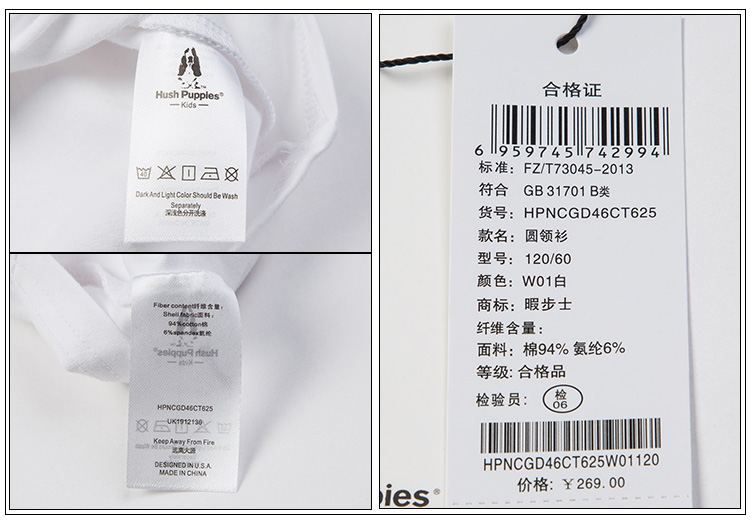 Hush Puppies®
Kids
40
Dark And Light Color Should Be Wash
Separately
深浅色分开洗涤
Fiber content纤维含量:
Shell fabric面料:
94%cotton棉
6%spandex氨纶
Hush Puppies
Kids
HPNCGD46CT625
Keep Away From Fire
远离火源
DESIGNED IN U.S.A.
MADE IN CHINA
合格证
6 959745 742994
标准: FZ/T73045-2013
符合 GB 31701 B类
货号: HPNCGD46CT625
款名: 圆领衫
型号: 120/60
颜色: W01白
商标: 暇步士
纤维含量:
面料: 棉94% 氨纶6%
等级: 合格品
检验员: 检
06
HPNCGD46CT625W01120
价格: ¥269.00
pies®